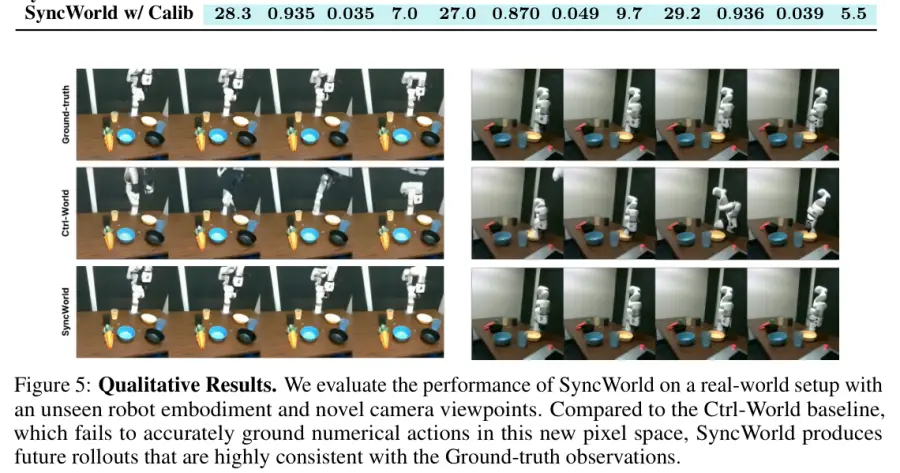 SyncWorld w/ Calib 28.3 0.935 0.035 7.0 27.0 0.870 0.049 9.7 29.2 0.936 0.039 5.5
Ground-truth
Ctrl-World
SyncWorld
Figure 5: Qualitative Results. We evaluate the performance of SyncWorld on a real-world setup with
an unseen robot embodiment and novel camera viewpoints. Compared to the Ctrl-World baseline,
which fails to accurately ground numerical actions in this new pixel space, SyncWorld produces
future rollouts that are highly consistent with the Ground-truth observations.